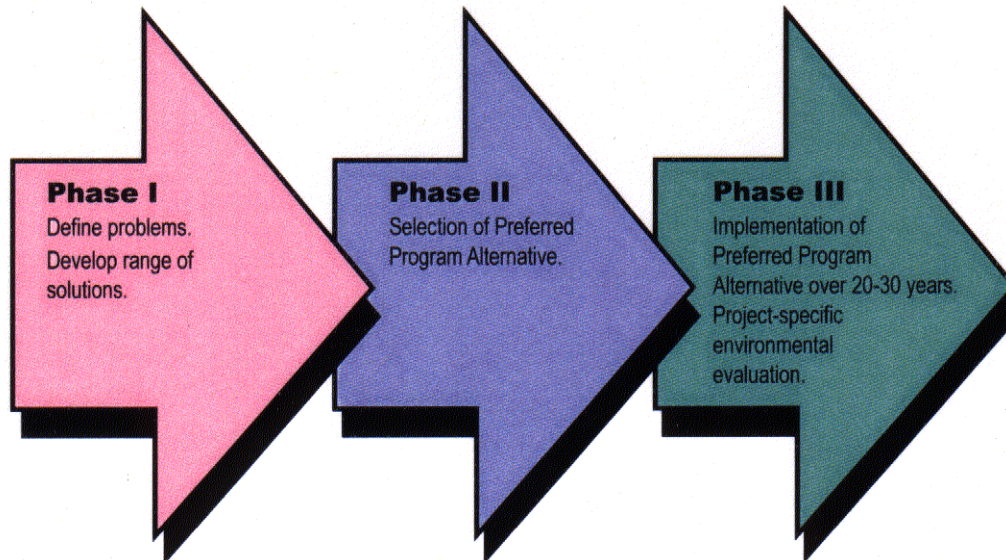 Phase I
Define problems.
Develop range of
solutions.
Phase II
Selection of Preferred
Program Alternative.
Phase III
Implementation of
Preferred Program
Alternative over 20-30 years.
Project-specific
environmental
evaluation.